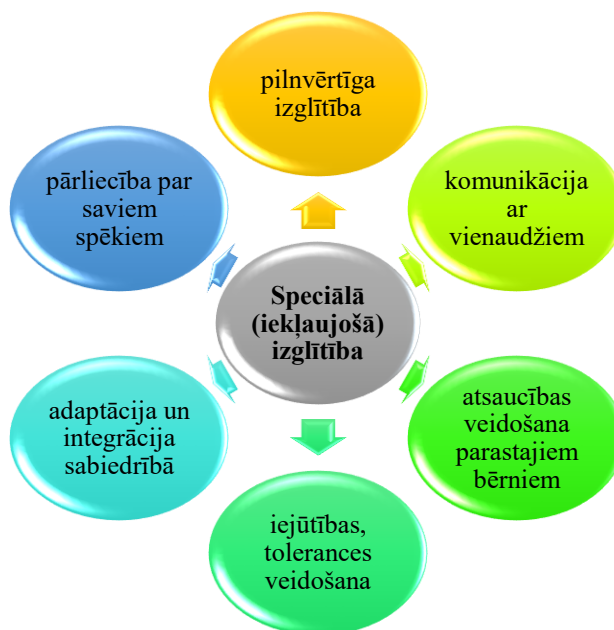 pilnvērtīga
izglītība
pārliecība par
saviem
spēkiem
komunikācija
ar
vienaudžiem
Speciālā
(iekļaujošā)
izglītība
adaptācija un
integrācija
sabiedrībā
atsaucības
veidošana
parastajiem
bērniem
iejūtības,
tolerances
veidošana